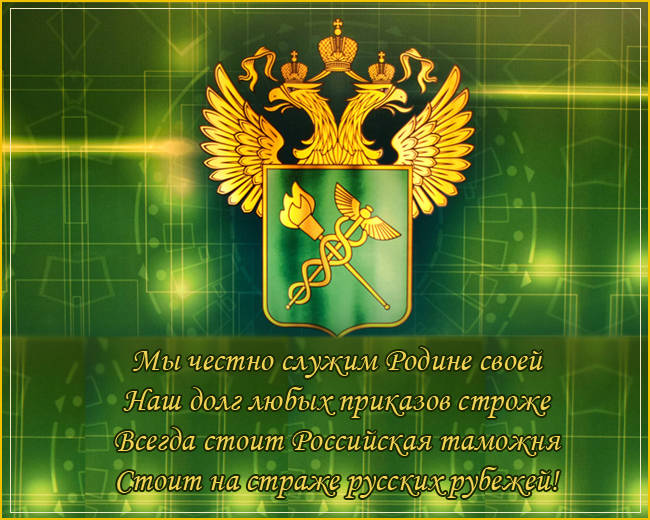 Мы честно служим Родине своей
Наш долг любых приказов строже
Всегда стоит Российская таможня
Стоит на страже русских рубежей!